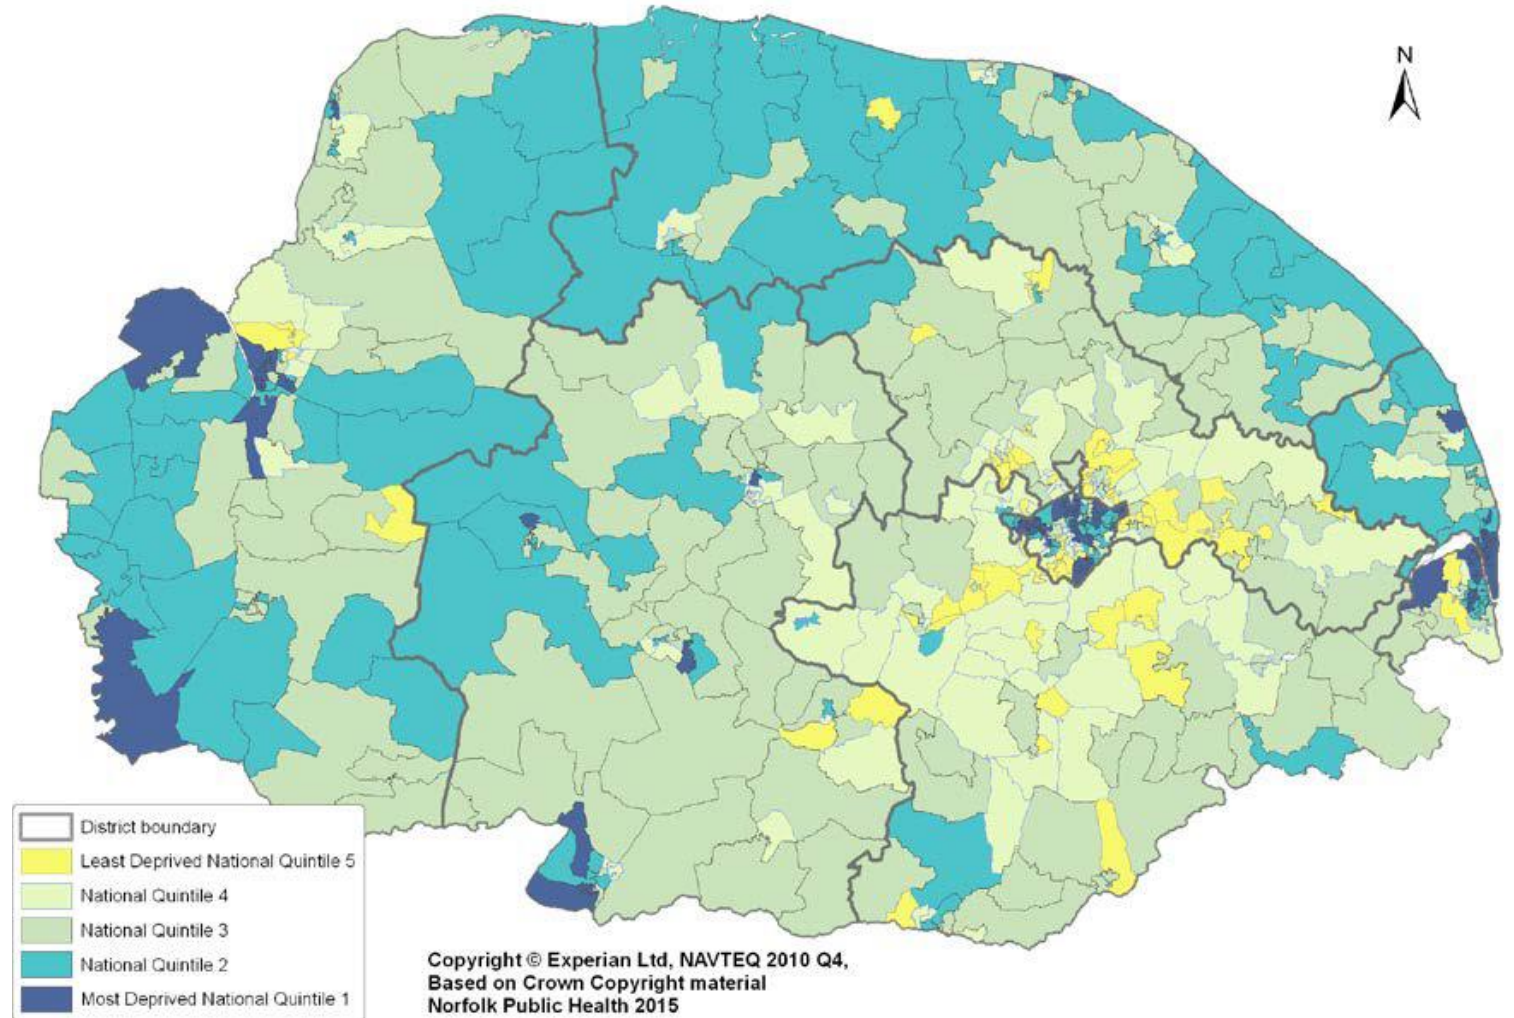 N
District boundary
Least Deprived National Quintile 5
National Quintile 4
National Quintile 3
National Quintile 2
Most Deprived National Quintile 1
Copyright © Experian Ltd, NAVTEQ 2010 Q4,
Based on Crown Copyright material
Norfolk Public Health 2015